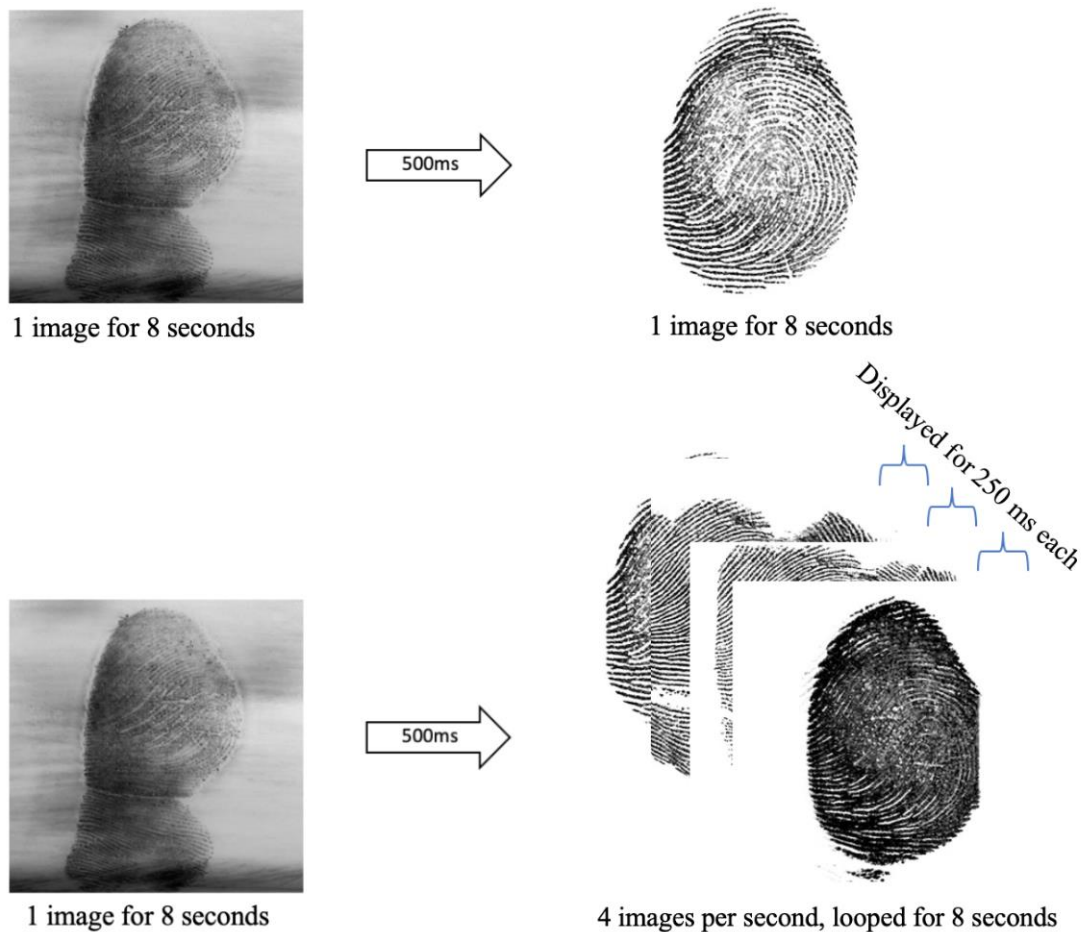 500ms
1 image for 8 seconds
1 image for 8 seconds
Displayed for 250 ms each
500ms
1 image for 8 seconds
4 images per second, looped for 8 seconds